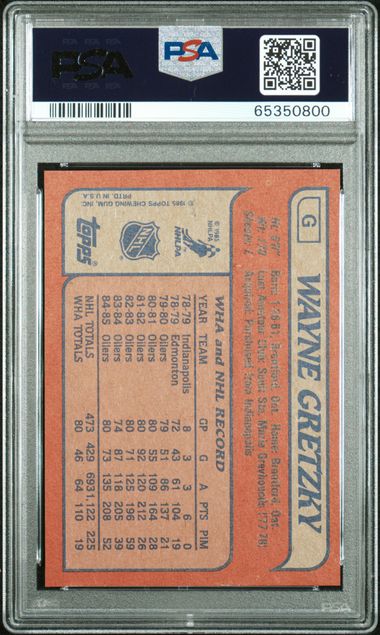 PSA
PSA
65350800
G
WAYNE GRETZKY
Ht: 5'11" Born: 1-26-61, Brantford, Ont. Home: Brantford, Ont.
Wt: 170 Last Amateur Club: Sault Ste. Marie Greyhounds ('77-'78)
Shoots: L Acquired: Purchased from Indianapolis
WHA and NHL RECORD
YEAR TEAM GP G A PTS PIM
78-79 Indianapolis 8 3 3 6 0
78-79 Edmonton 72 43 61 104 19
79-80 Oilers 79 51 86 137 21
80-81 Oilers 80 55 109 164 28
81-82 Oilers 80 92 120 212 26
82-83 Oilers 80 71 125 196 59
83-84 Oilers 74 87 118 205 39
84-85 Oilers 80 73 135 208 52
NHL TOTALS 473 429 693 1,122 225
WHA TOTALS 80 46 64 110 19
© 1985
NHLPA
NHL
topps
© 1985 TOPPS CHEWING GUM, INC.
PRTD. IN U.S.A.